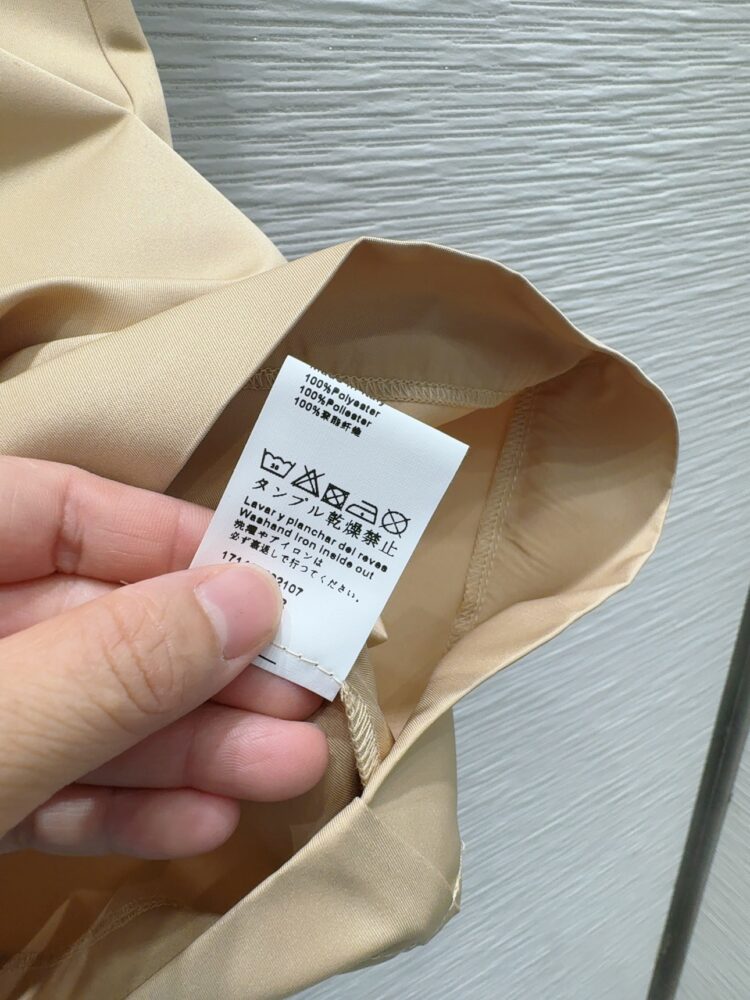 100%Polyester
100%Poliester
100%聚酯纤维
30
タンブル乾燥禁止
Lavar y planchar del reves
Washand iron inside out
洗濯やアイロンは
必ず裏返しで行ってください。